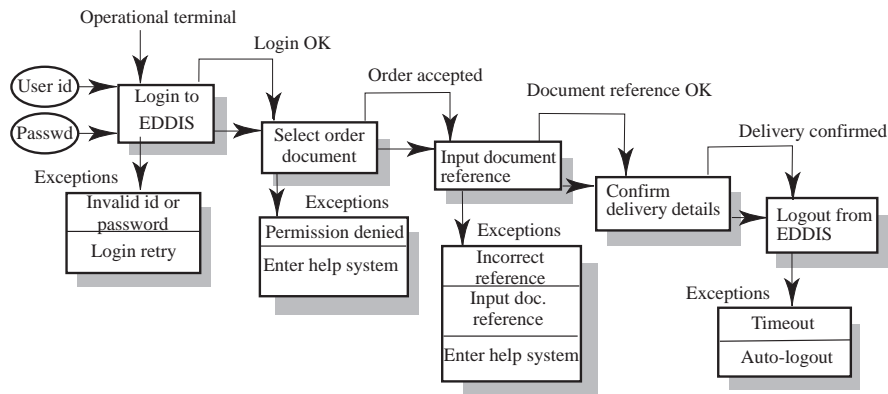 Operational terminal
Login OK
User id
Login to
EDDIS
Passwd
Order accepted
Select order
document
Document reference OK
Input document
reference
Delivery confirmed
Confirm
delivery details
Logout from
EDDIS
Exceptions
Invalid id or
password
Login retry
Exceptions
Permission denied
Enter help system
Exceptions
Incorrect
reference
Input doc.
reference
Enter help system
Exceptions
Timeout
Auto-logout